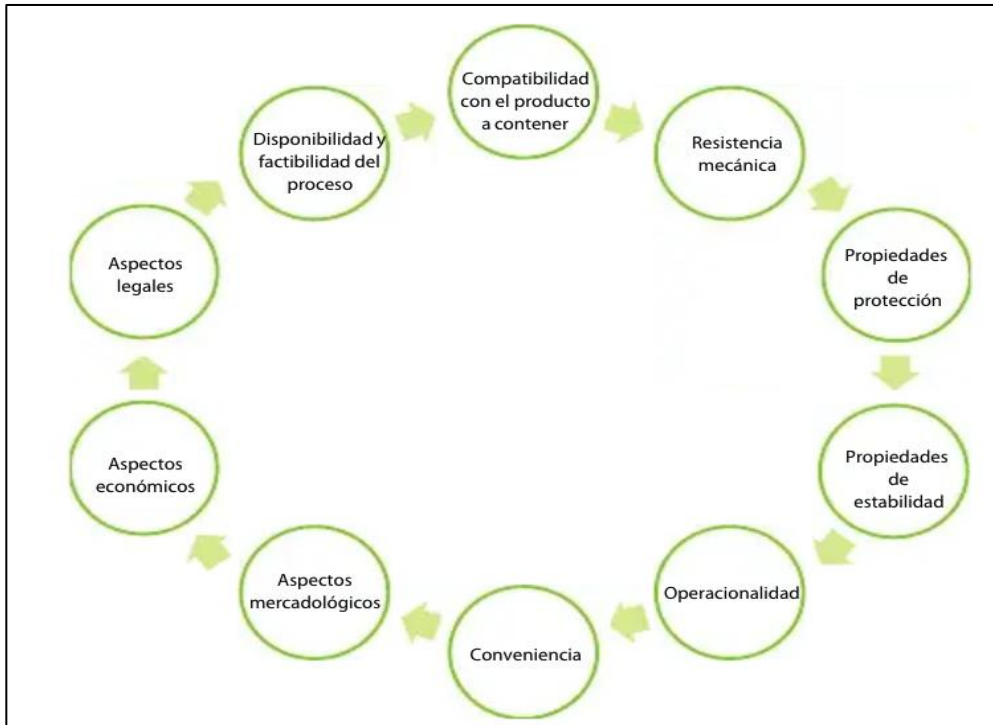 Compatibilidad
con el producto
a contener
Resistencia
mecánica
Propiedades
de
protección
Propiedades
de
estabilidad
Operacionalidad
Conveniencia
Aspectos
mercadológicos
Aspectos
económicos
Aspectos
legales
Disponibilidad y
factibilidad del
proceso